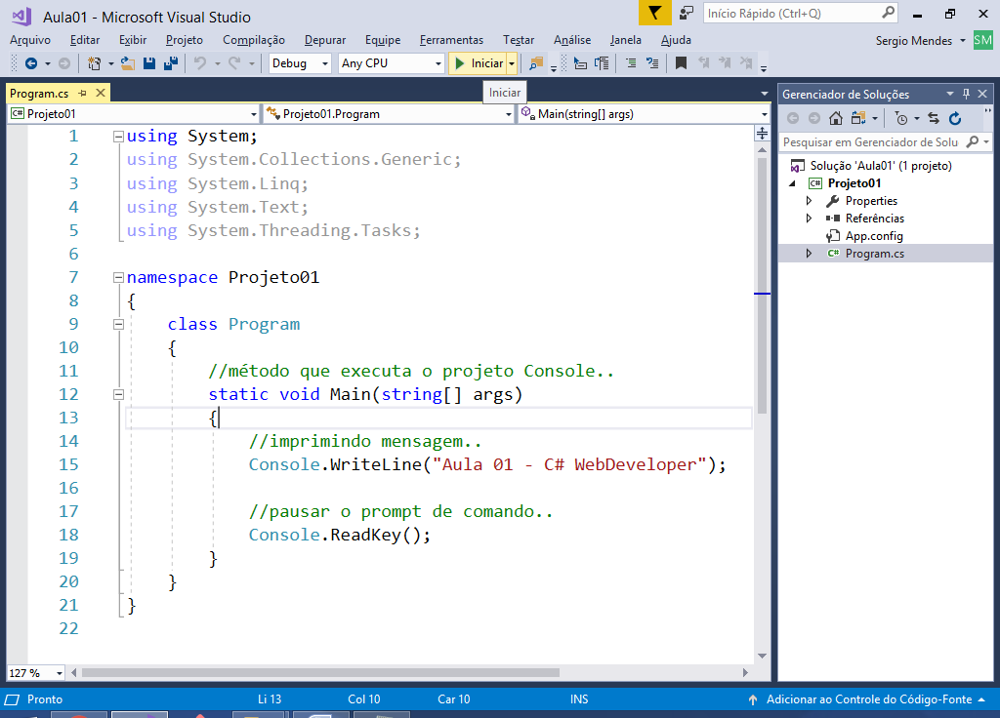 Aula01 - Microsoft Visual Studio
Início Rápido (Ctrl+Q)
Arquivo Editar Exibir Projeto Compilação Depurar Equipe Ferramentas Testar Análise Janela Ajuda Sergio Mendes SM
Debug Any CPU Iniciar
Program.cs
Iniciar
Projeto01 Projeto01.Program Main(string[] args)
1 using System;
2 using System.Collections.Generic;
3 using System.Linq;
4 using System.Text;
5 using System.Threading.Tasks;
6
7 namespace Projeto01
8 {
9 class Program
10 {
11 //método que executa o projeto Console..
12 static void Main(string[] args)
13 {
14 //imprimindo mensagem..
15 Console.WriteLine("Aula 01 - C# WebDeveloper");
16
17 //pausar o prompt de comando..
18 Console.ReadKey();
19 }
20 }
21 }
22
127 %
Gerenciador de Soluções
Pesquisar em Gerenciador de Solu
Solução 'Aula01' (1 projeto)
C# Projeto01
Properties
Referências
App.config
C# Program.cs
Pronto Li 13 Col 10 Car 10 INS Adicionar ao Controle do Código-Fonte